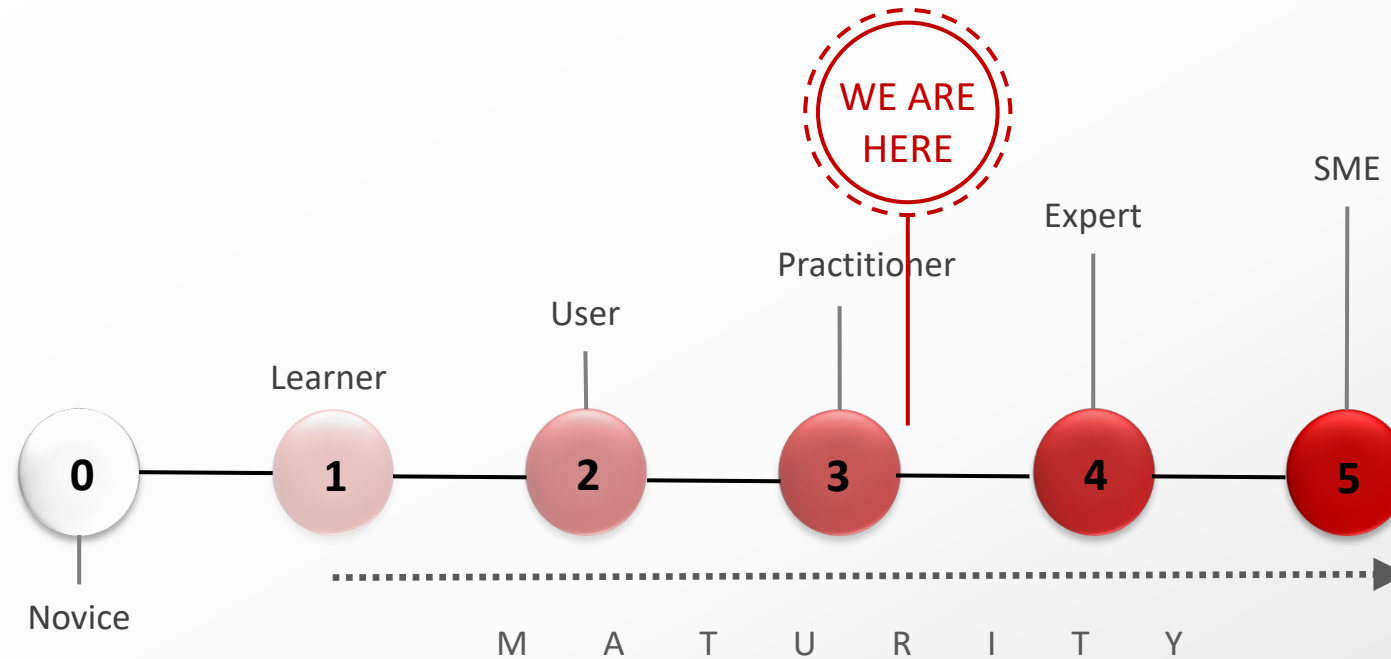 WE ARE
HERE
SME
Expert
Practitioner
User
Learner
0
1
2
3
4
5
Novice
M A T U R I T Y